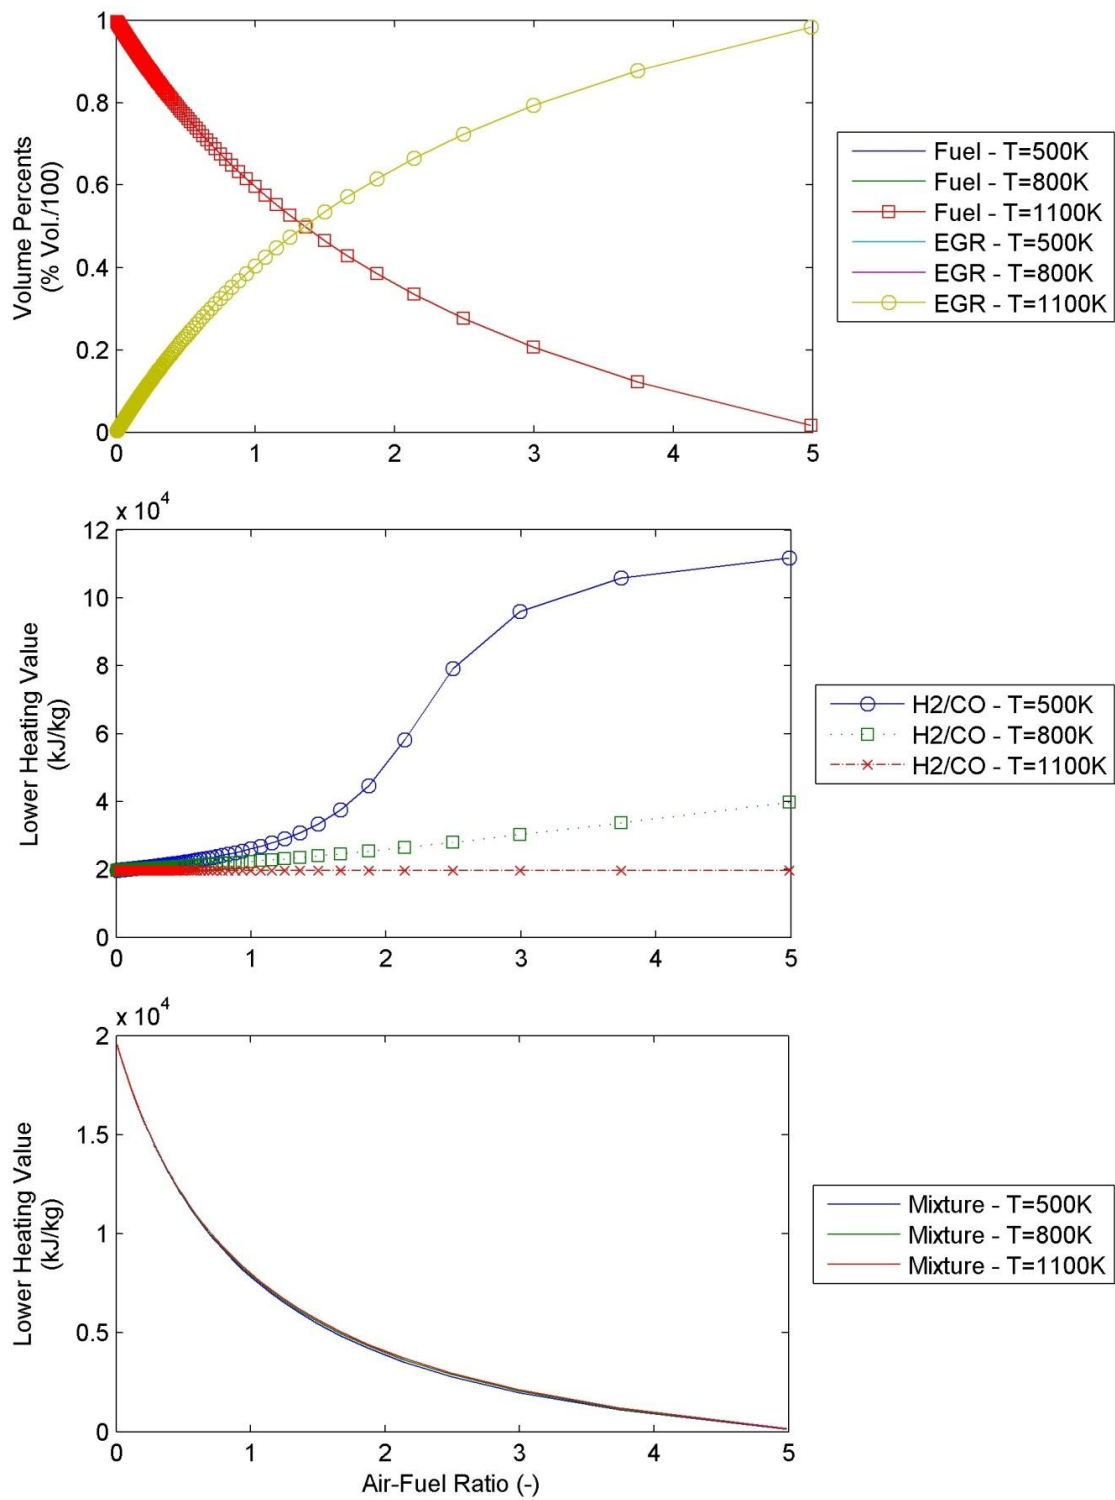 1
0.8
0.6
0.4
0.2
0
0 1 2 3 4 5
Volume Percents
(% Vol./100)
Fuel - T=500K
Fuel - T=800K
Fuel - T=1100K
EGR - T=500K
EGR - T=800K
EGR - T=1100K
x 10^4
12
10
8
6
4
2
0
0 1 2 3 4 5
Lower Heating Value
(kJ/kg)
H2/CO - T=500K
H2/CO - T=800K
H2/CO - T=1100K
x 10^4
2
1.5
1
0.5
0
0 1 2 3 4 5
Lower Heating Value
(kJ/kg)
Mixture - T=500K
Mixture - T=800K
Mixture - T=1100K
Air-Fuel Ratio (-)